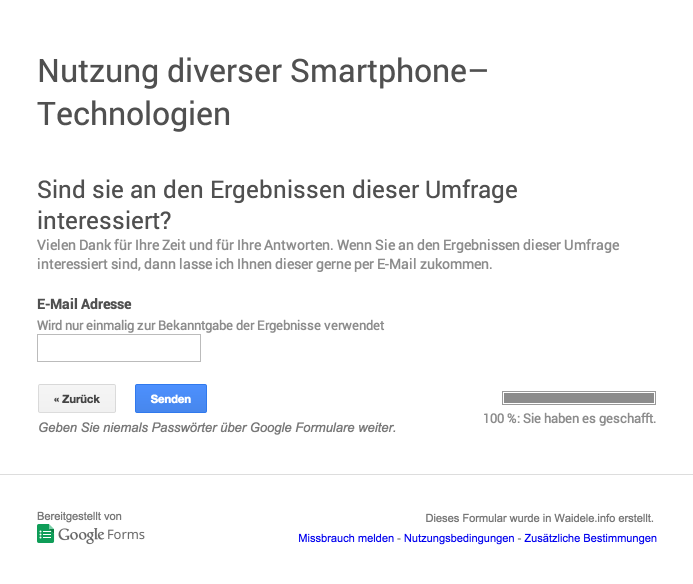 Nutzung diverser Smartphone–
Technologien
Sind sie an den Ergebnissen dieser Umfrage
interessiert?
Vielen Dank für Ihre Zeit und für Ihre Antworten. Wenn Sie an den Ergebnissen dieser Umfrage
interessiert sind, dann lasse ich Ihnen dieser gerne per E-Mail zukommen.
E-Mail Adresse
Wird nur einmalig zur Bekanntgabe der Ergebnisse verwendet
« Zurück Senden
100 %: Sie haben es geschafft.
Geben Sie niemals Passwörter über Google Formulare weiter.
Bereitgestellt von
Google Forms
Dieses Formular wurde in Waidele.info erstellt.
Missbrauch melden - Nutzungsbedingungen - Zusätzliche Bestimmungen